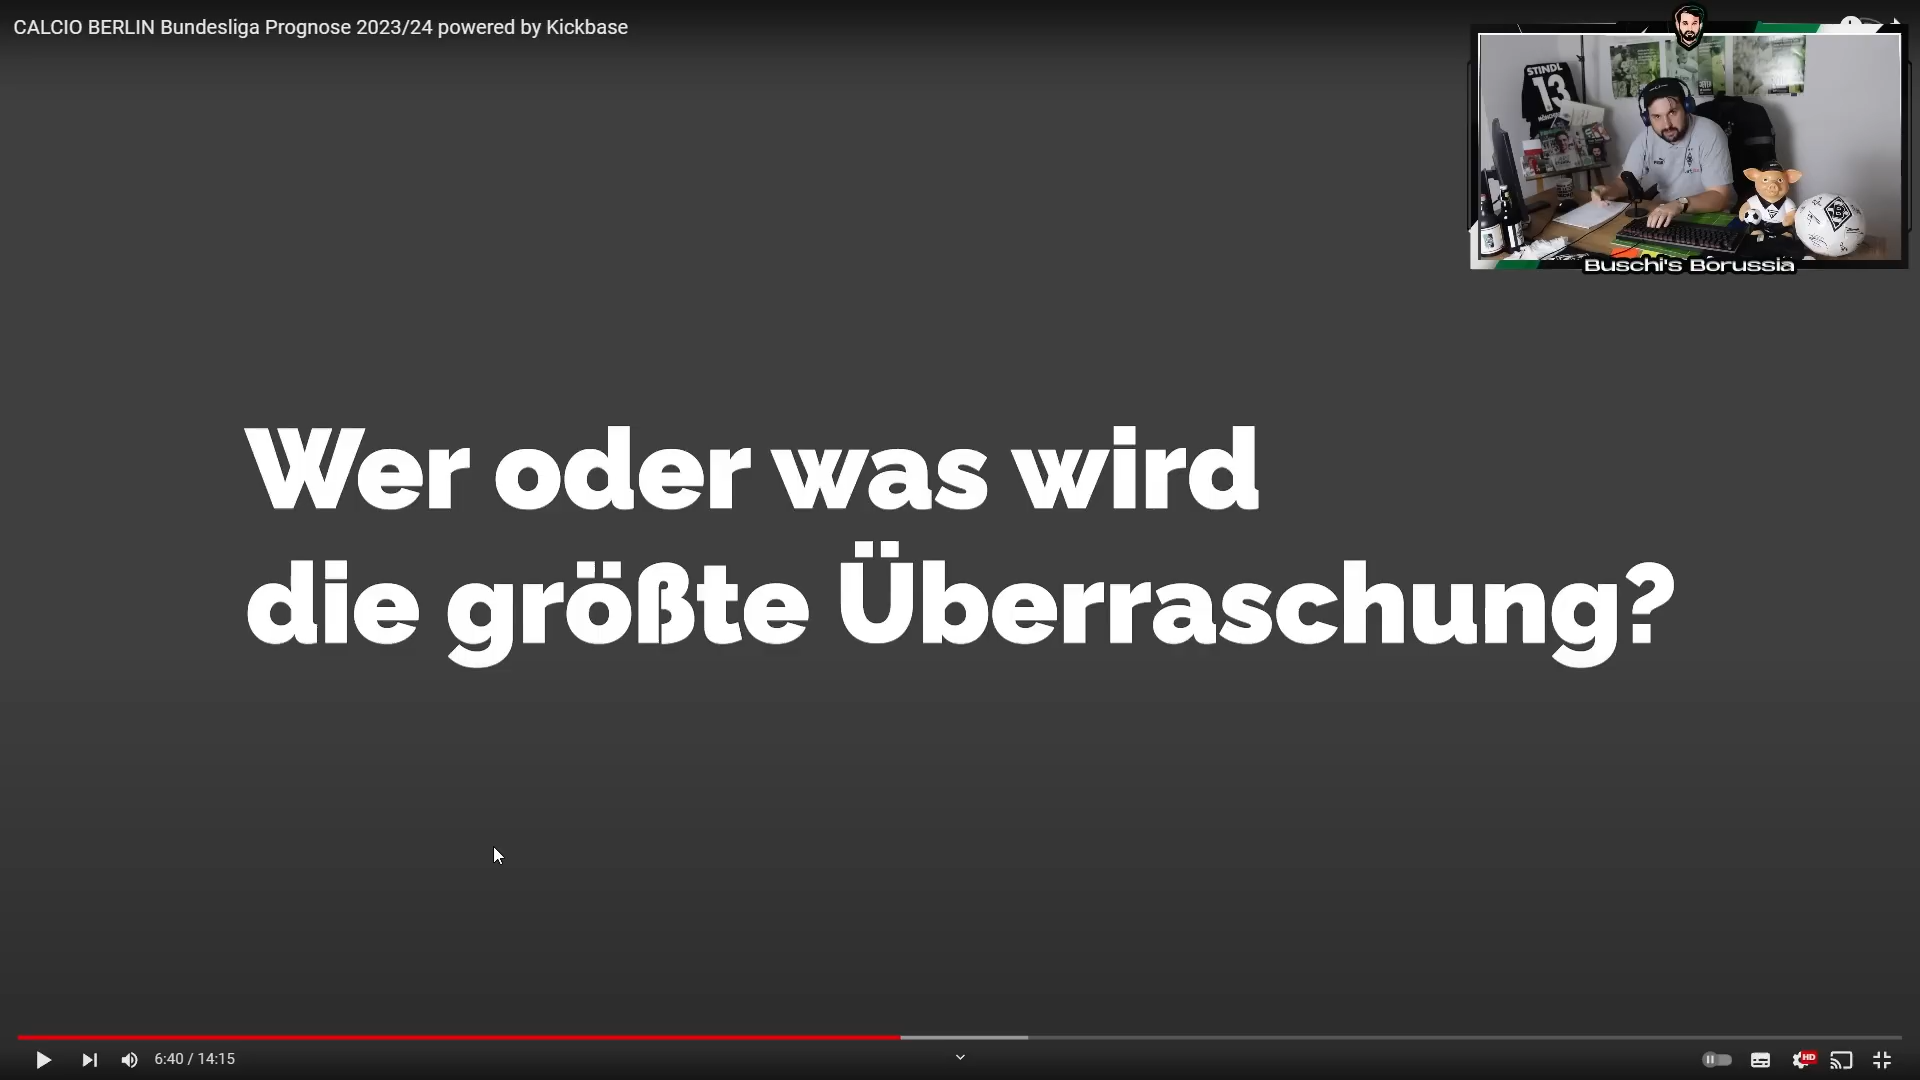 CALCIO BERLIN Bundesliga Prognose 2023/24 powered by Kickbase
STINDL
13
Buschi's Borussia
Wer oder was wird
die größte Überraschung?
6:40 / 14:15
HD